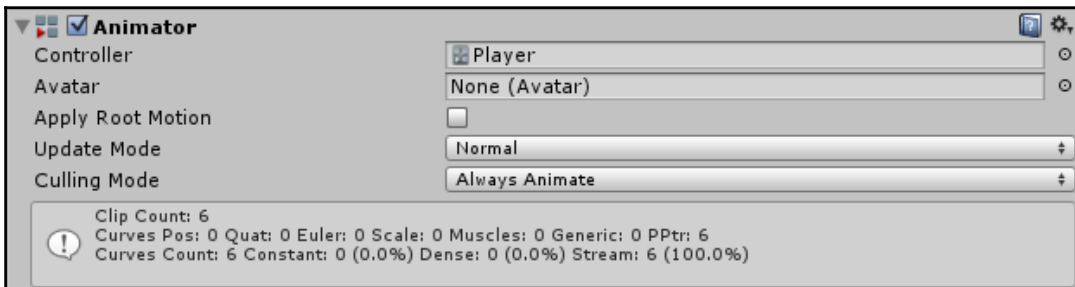 Animator
Controller Player
Avatar None (Avatar)
Apply Root Motion
Update Mode Normal
Culling Mode Always Animate
Clip Count: 6
Curves Pos: 0 Quat: 0 Euler: 0 Scale: 0 Muscles: 0 Generic: 0 PPtr: 6
Curves Count: 6 Constant: 0 (0.0%) Dense: 0 (0.0%) Stream: 6 (100.0%)